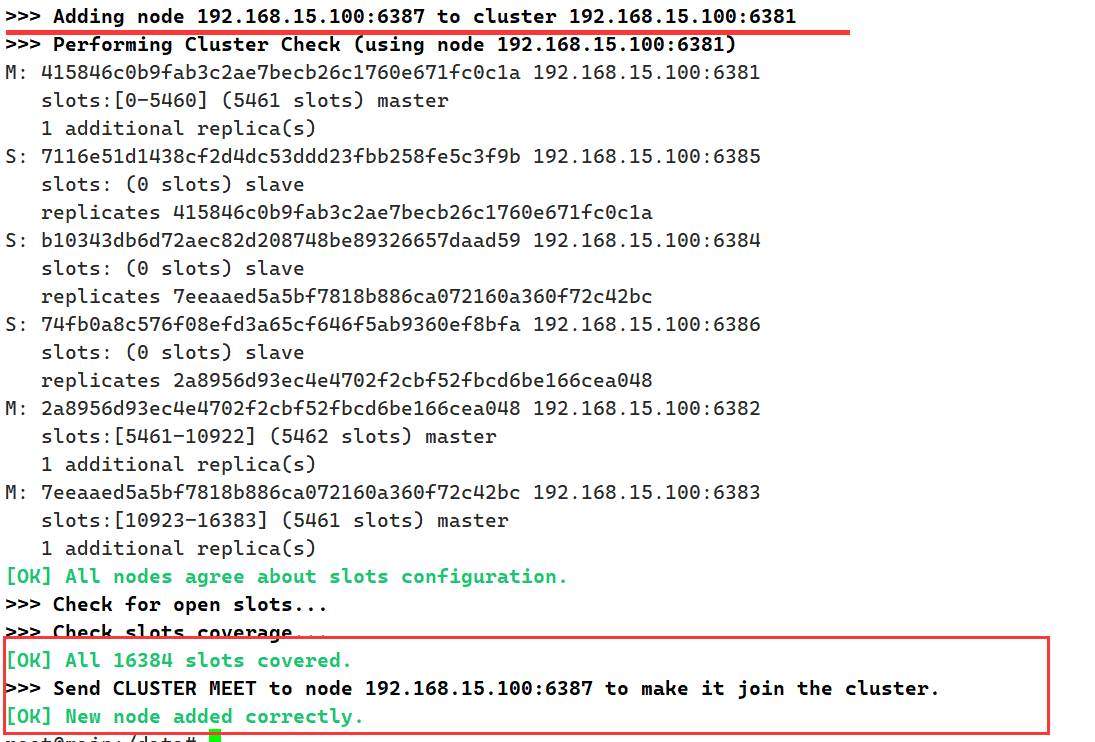 >>> Adding node 192.168.15.100:6387 to cluster 192.168.15.100:6381
>>> Performing Cluster Check (using node 192.168.15.100:6381)
M: 415846c0b9fab3c2ae7becb26c1760e671fc0c1a 192.168.15.100:6381
   slots:[0-5460] (5461 slots) master
   1 additional replica(s)
S: 7116e51d1438cf2d4dc53ddd23fbb258fe5c3f9b 192.168.15.100:6385
   slots: (0 slots) slave
   replicates 415846c0b9fab3c2ae7becb26c1760e671fc0c1a
S: b10343db6d72aec82d208748be89326657daad59 192.168.15.100:6384
   slots: (0 slots) slave
   replicates 7eeaaed5a5bf7818b886ca072160a360f72c42bc
S: 74fb0a8c576f08efd3a65cf646f5ab9360ef8bfa 192.168.15.100:6386
   slots: (0 slots) slave
   replicates 2a8956d93ec4e4702f2cbf52fbcd6be166cea048
M: 2a8956d93ec4e4702f2cbf52fbcd6be166cea048 192.168.15.100:6382
   slots:[5461-10922] (5462 slots) master
   1 additional replica(s)
M: 7eeaaed5a5bf7818b886ca072160a360f72c42bc 192.168.15.100:6383
   slots:[10923-16383] (5461 slots) master
   1 additional replica(s)
[OK] All nodes agree about slots configuration.
>>> Check for open slots...
>>> Check slots coverage...
[OK] All 16384 slots covered.
>>> Send CLUSTER MEET to node 192.168.15.100:6387 to make it join the cluster.
[OK] New node added correctly.